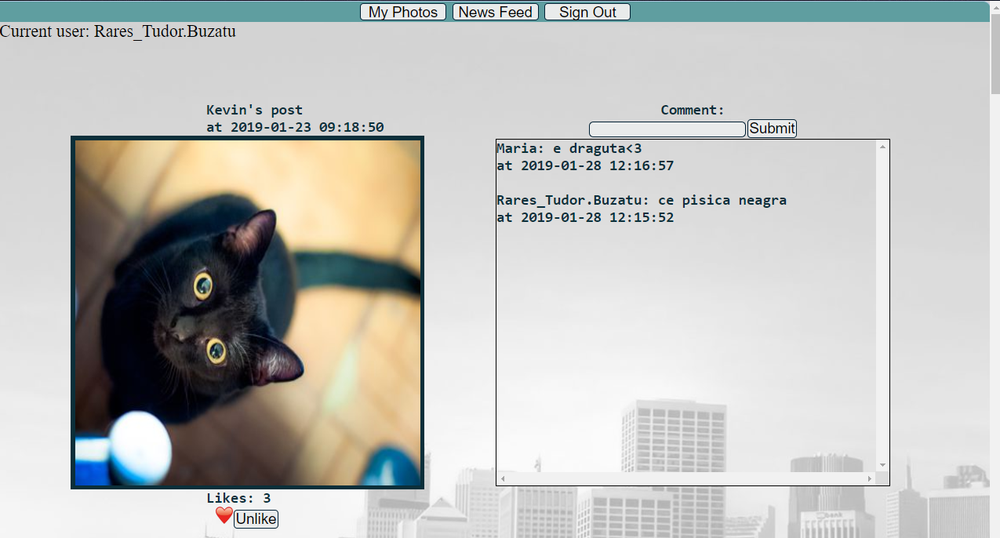 My Photos News Feed Sign Out
Current user: Rares_Tudor.Buzatu
Kevin's post
at 2019-01-23 09:18:50
Likes: 3
Unlike
Comment:
Submit
Maria: e draguta<3
at 2019-01-28 12:16:57
Rares_Tudor.Buzatu: ce pisica neagra
at 2019-01-28 12:15:52